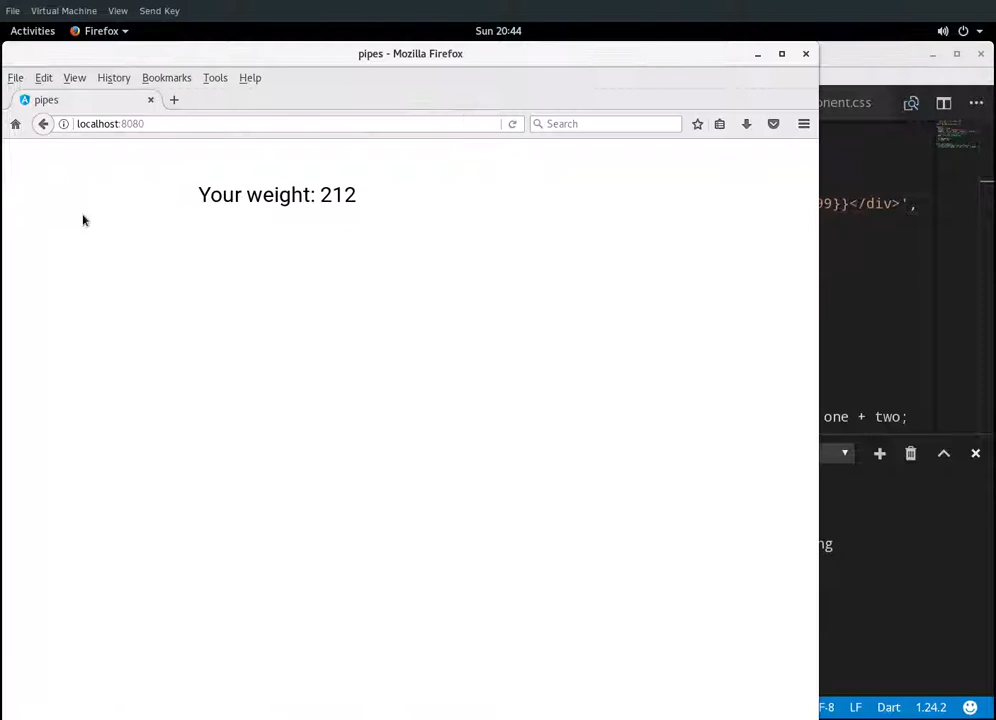 File Virtual Machine View Send Key
Activities Firefox Sun 20:44
pipes - Mozilla Firefox
File Edit View History Bookmarks Tools Help
pipes
localhost:8080 Search
Your weight: 212
onent.css
99}}</div>',
one + two;
ng
F-8 LF Dart 1.24.2